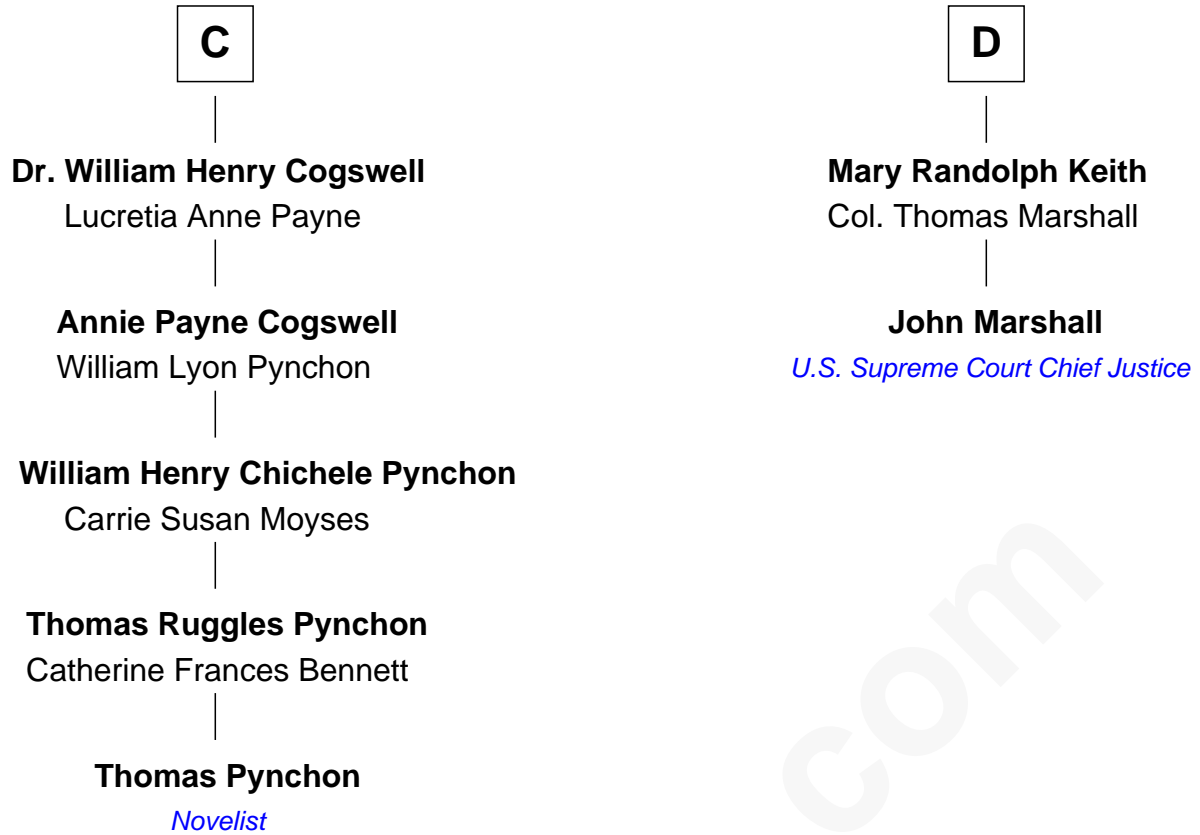 C
Dr. William Henry Cogswell
Lucretia Anne Payne
Annie Payne Cogswell
William Lyon Pynchon
William Henry Chichele Pynchon
Carrie Susan Moyses
Thomas Ruggles Pynchon
Catherine Frances Bennett
Thomas Pynchon
Novelist
D
Mary Randolph Keith
Col. Thomas Marshall
John Marshall
U.S. Supreme Court Chief Justice
com